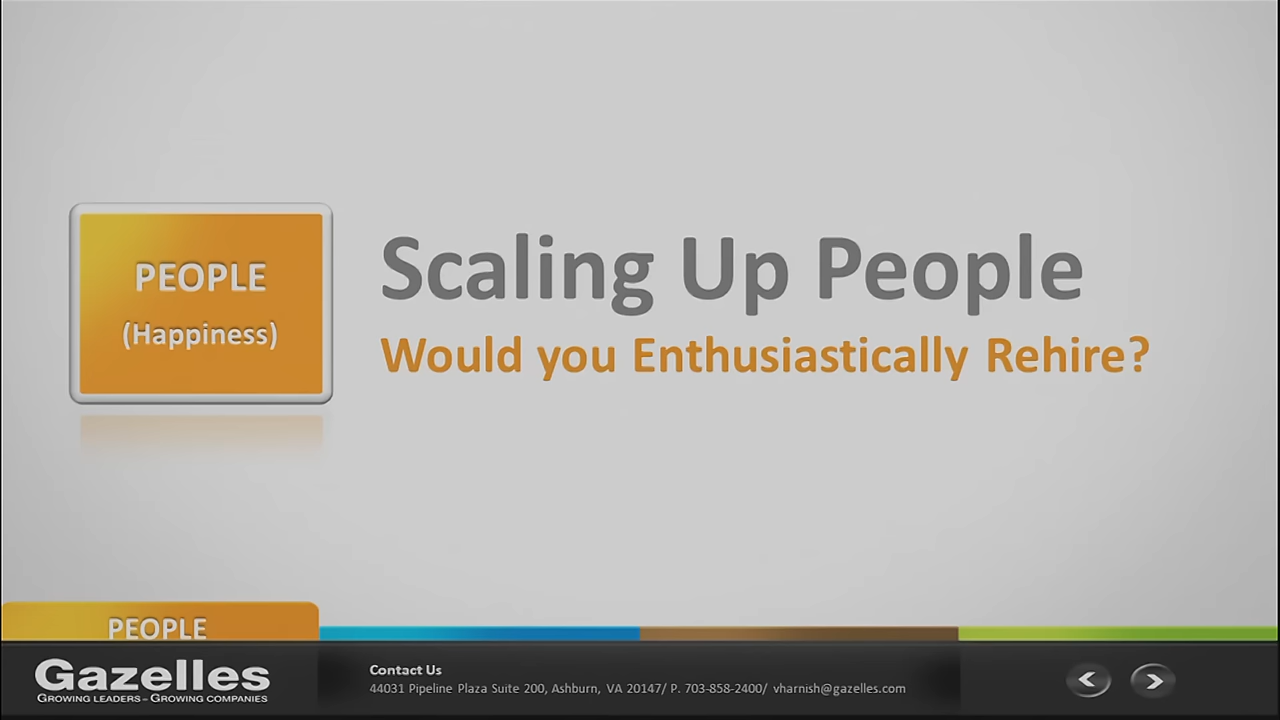 PEOPLE
(Happiness)
Scaling Up People
Would you Enthusiastically Rehire?
PEOPLE
Gazelles
GROWING LEADERS – GROWING COMPANIES
Contact Us
44031 Pipeline Plaza Suite 200, Ashburn, VA 20147/ P. 703-858-2400/ vharnish@gazelles.com